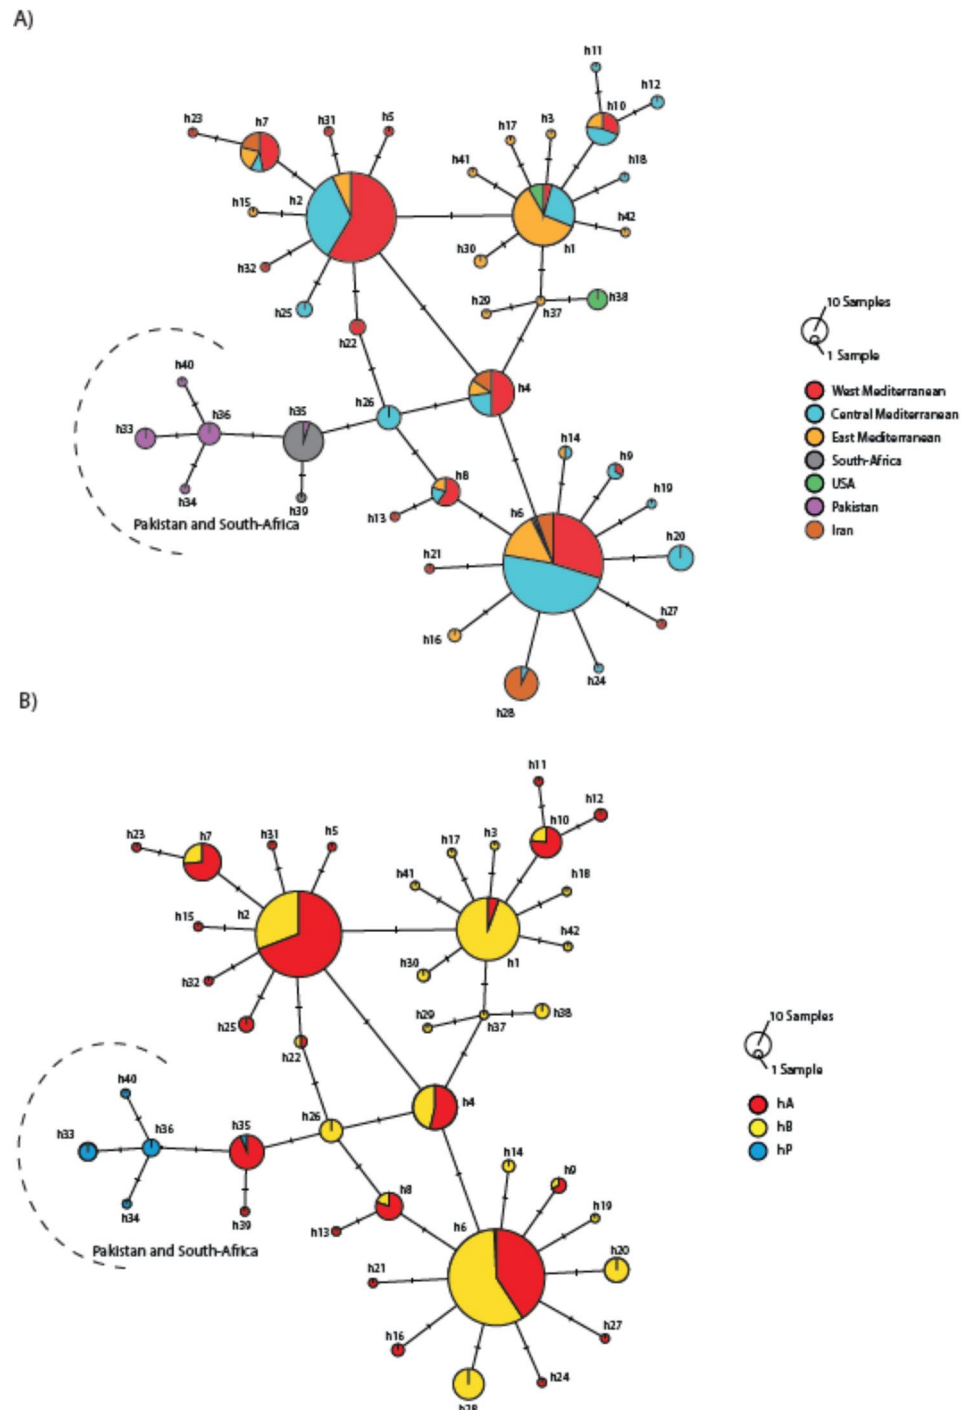 A)
h11
h12
h10
h23
h7
h31
h5
h3
h17
h41
h18
h2
h15
h42
h30
h1
h32
h25
h29
h37
h38
h22
10 Samples
1 Sample
h40
h4
h26
h35
h36
h33
West Mediterranean
Central Mediterranean
East Mediterranean
South-Africa
USA
Pakistan
Iran
h14
h9
h8
h34
h39
h19
Pakistan and South-Africa
h13
h6
h20
h21
h27
h16
h24
h28
B)
h11
h12
h10
h23
h7
h31
h5
h3
h17
h41
h18
h2
h15
h42
h30
h1
h32
h25
h29
h37
h38
h22
10 Samples
1 Sample
h40
h4
h26
h35
h36
h33
hA
hB
hP
h14
h9
h8
h34
h39
h19
Pakistan and South-Africa
h13
h6
h20
h21
h27
h16
h24
h28